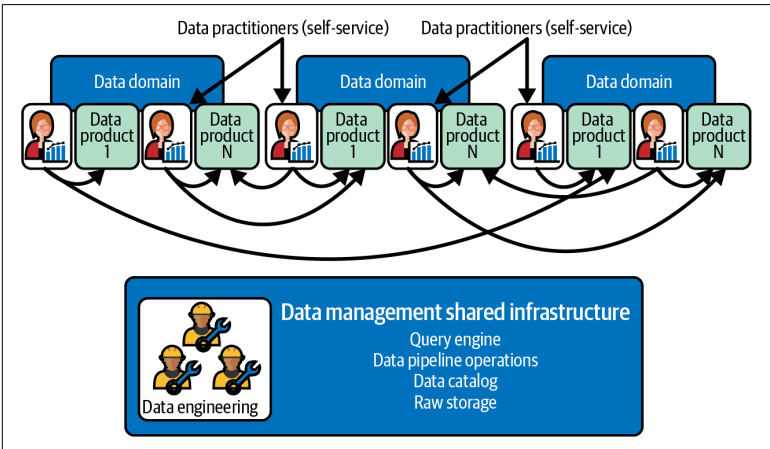 Data practitioners (self-service)
Data practitioners (self-service)
Data domain
Data domain
Data domain
Data
product
1
Data
product
N
Data
product
1
Data
product
N
Data
product
1
Data
product
N
Data management shared infrastructure
Query engine
Data pipeline operations
Data catalog
Raw storage
Data engineering